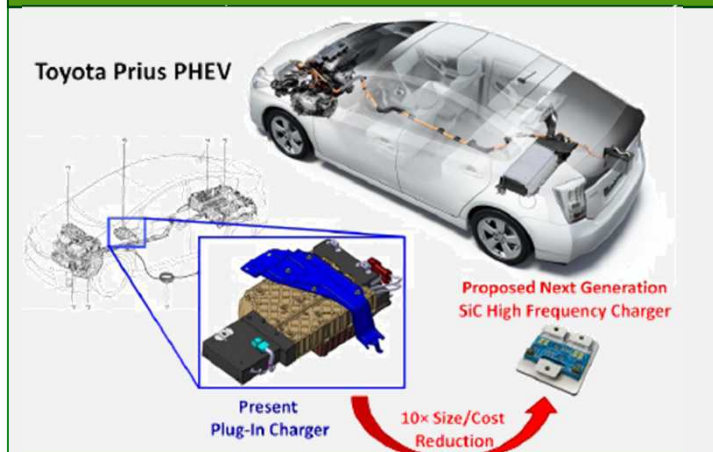 Toyota Prius PHEV
Proposed Next Generation
SiC High Frequency Charger
Present
Plug-In Charger
10× Size/Cost
Reduction